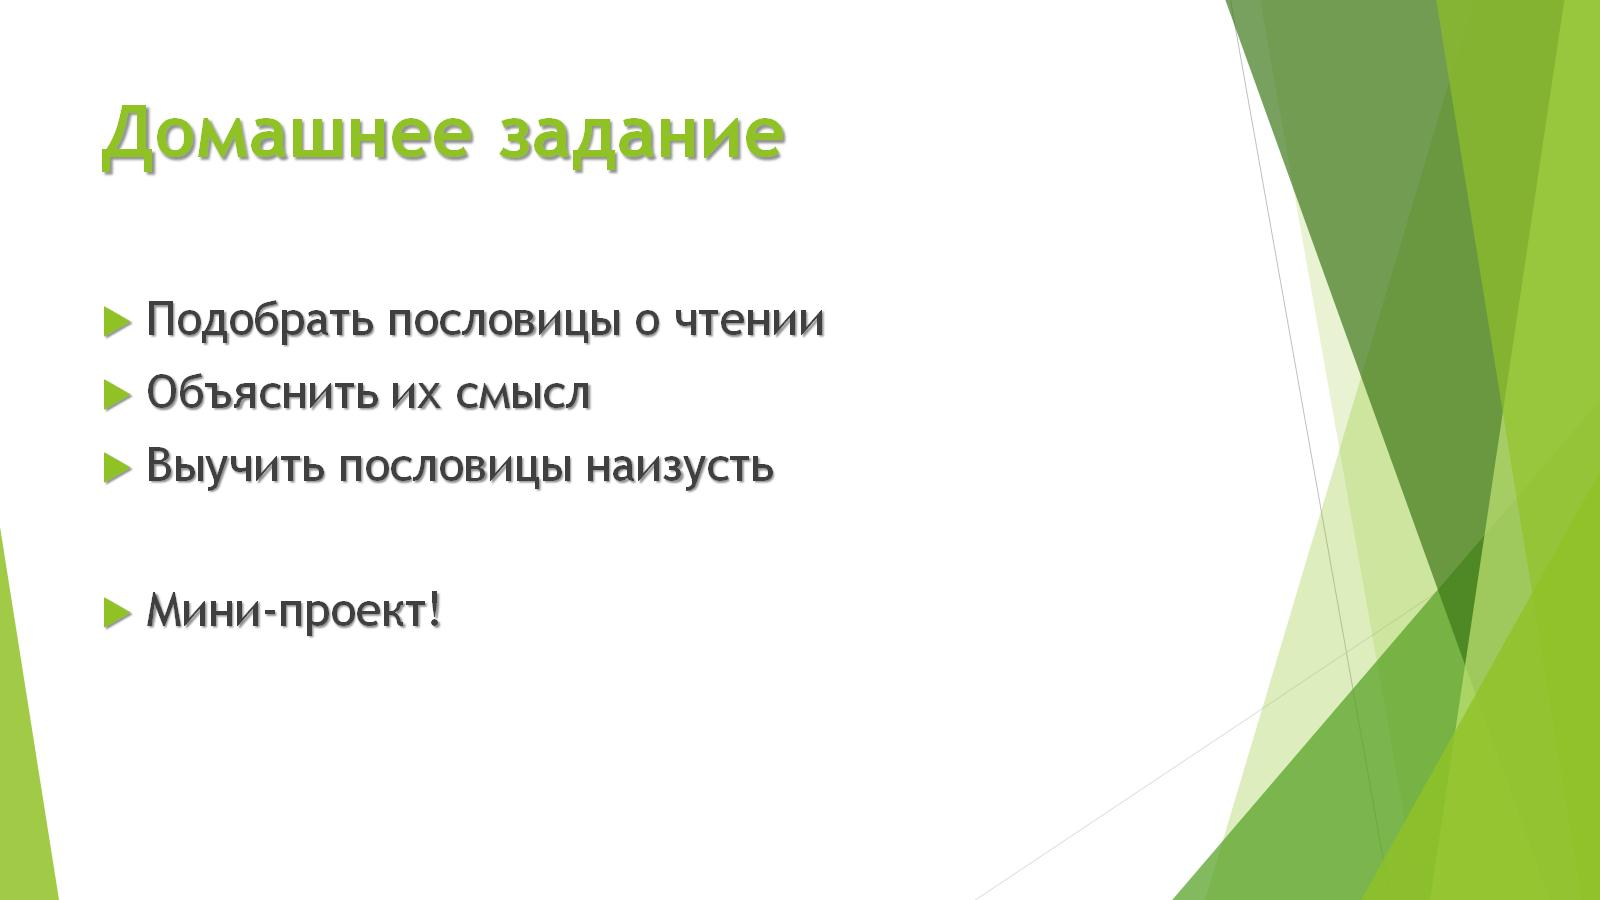 Домашнее задание
Подобрать пословицы о чтении
Объяснить их смысл
Выучить пословицы наизусть
Мини-проект!